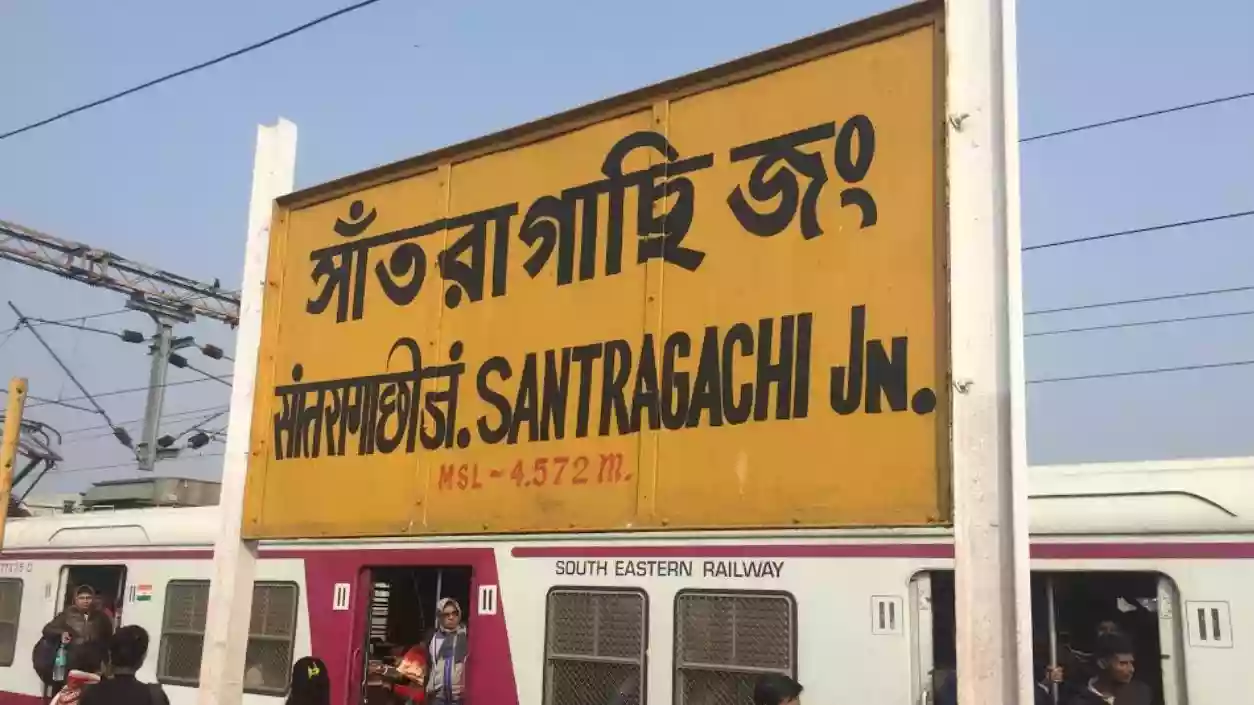 সাঁতরাগাছি জং
सांतरागाछी जं. SANTRAGACHI JN.
MSL ~ 4.572 m.
SOUTH EASTERN RAILWAY